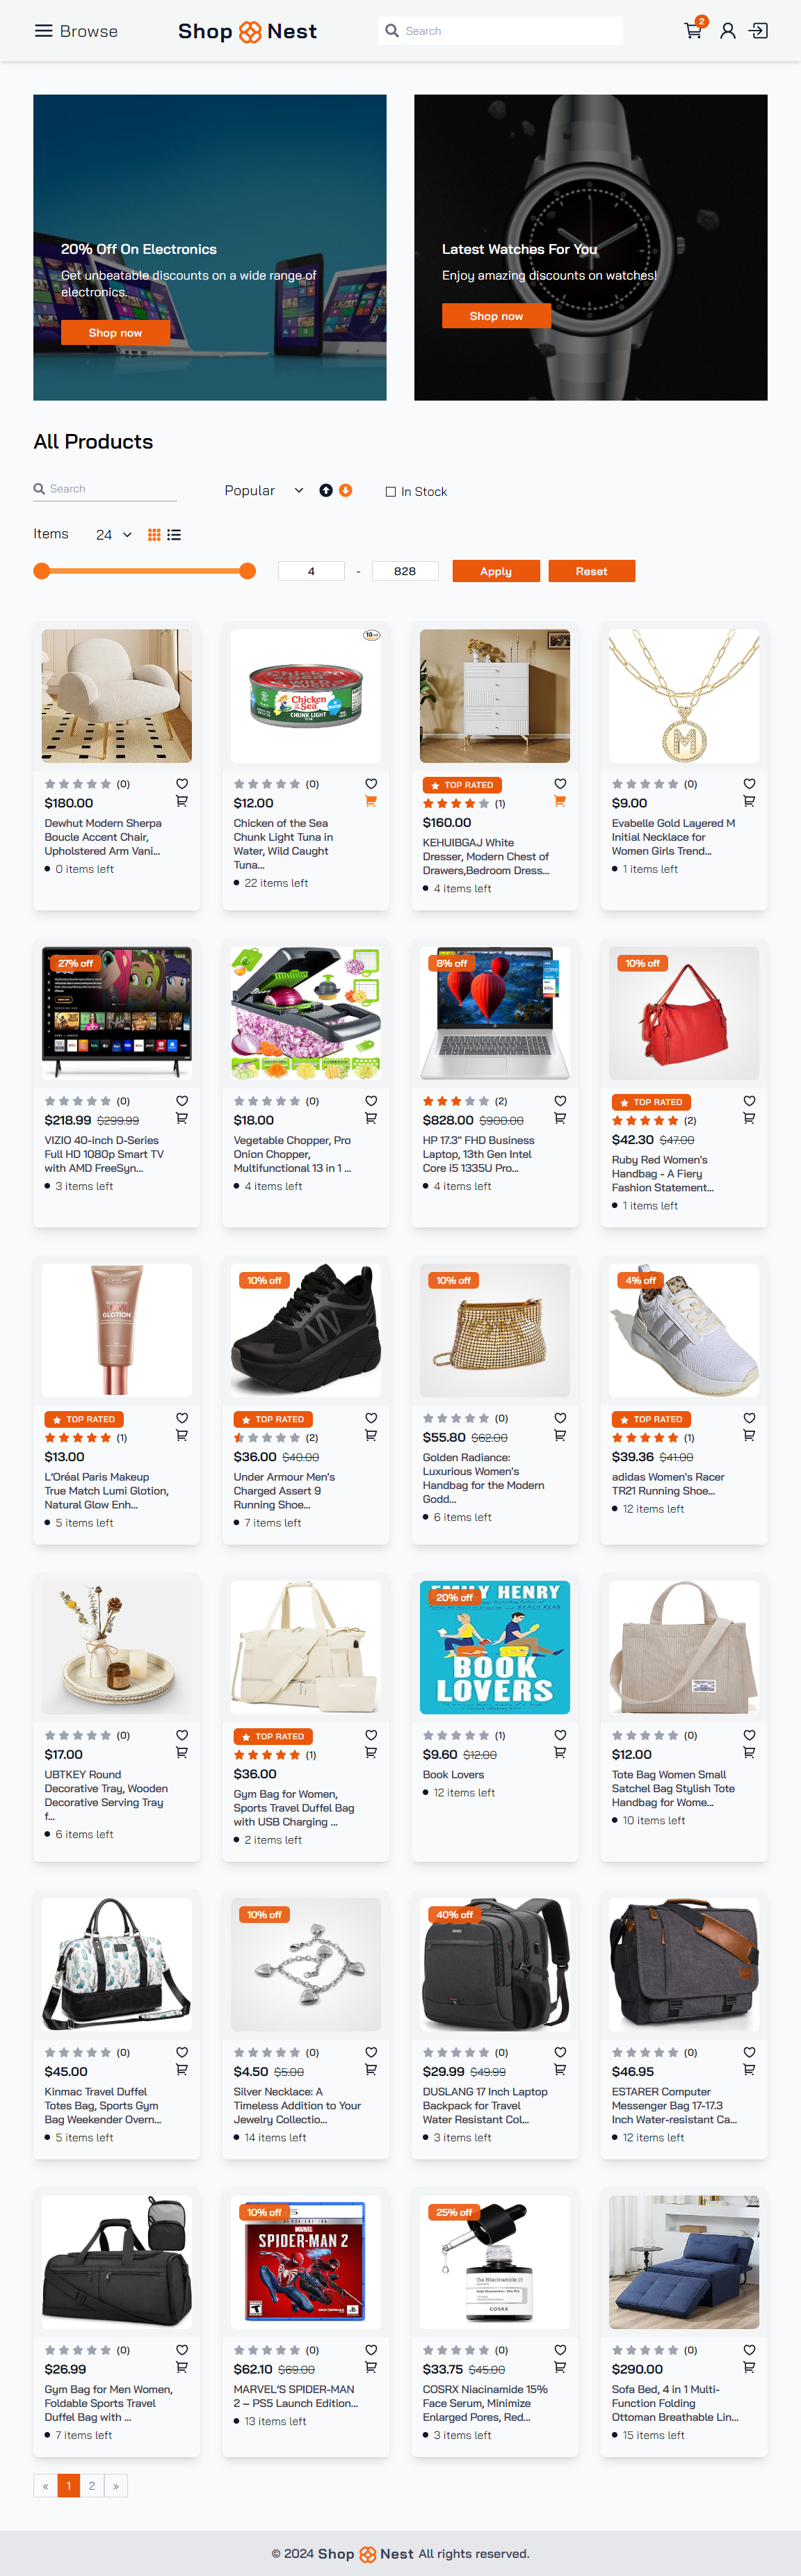 Browse
Shop Nest
Search
2
20% Off On Electronics
Get unbeatable discounts on a wide range of
electronics.
Shop now
Latest Watches For You
Enjoy amazing discounts on watches!
Shop now
All Products
Search
Popular
In Stock
Items
24
4 - 828
Apply
Reset
Chicken
of the Sea
CHUNK LIGHT
(0)
$180.00
Dewhut Modern Sherpa
Boucle Accent Chair,
Upholstered Arm Vani...
0 items left
(0)
$12.00
Chicken of the Sea
Chunk Light Tuna in
Water, Wild Caught
Tuna...
22 items left
TOP RATED
(1)
$160.00
KEHUIBGAJ White
Dresser, Modern Chest of
Drawers,Bedroom Dress...
4 items left
(0)
$9.00
Evabelle Gold Layered M
Initial Necklace for
Women Girls Trend...
1 items left
27% off
(0)
$218.99 $299.99
VIZIO 40-inch D-Series
Full HD 1080p Smart TV
with AMD FreeSyn...
3 items left
(0)
$18.00
Vegetable Chopper, Pro
Onion Chopper,
Multifunctional 13 in 1 ...
4 items left
8% off
(2)
$828.00 $900.00
HP 17.3" FHD Business
Laptop, 13th Gen Intel
Core i5 1335U Pro...
4 items left
10% off
TOP RATED
(2)
$42.30 $47.00
Ruby Red Women's
Handbag - A Fiery
Fashion Statement...
1 items left
GLOTION
TOP RATED
(1)
$13.00
L'Oréal Paris Makeup
True Match Lumi Glotion,
Natural Glow Enh...
5 items left
10% off
TOP RATED
(2)
$36.00 $40.00
Under Armour Men's
Charged Assert 9
Running Shoe...
7 items left
10% off
(0)
$55.80 $62.00
Golden Radiance:
Luxurious Women's
Handbag for the Modern
Godd...
6 items left
4% off
TOP RATED
(1)
$39.36 $41.00
adidas Women's Racer
TR21 Running Shoe...
12 items left
(0)
$17.00
UBTKEY Round
Decorative Tray, Wooden
Decorative Serving Tray
f...
6 items left
TOP RATED
(1)
$36.00
Gym Bag for Women,
Sports Travel Duffel Bag
with USB Charging ...
2 items left
EMILY HENRY
20% off
BOOK
LOVERS
(1)
$9.60 $12.00
Book Lovers
12 items left
(0)
$12.00
Tote Bag Women Small
Satchel Bag Stylish Tote
Handbag for Wome...
10 items left
(0)
$45.00
Kinmac Travel Duffel
Totes Bag, Sports Gym
Bag Weekender Overn...
5 items left
10% off
(0)
$4.50 $5.00
Silver Necklace: A
Timeless Addition to Your
Jewelry Collectio...
14 items left
40% off
(0)
$29.99 $49.99
DUSLANG 17 Inch Laptop
Backpack for Travel
Water Resistant Col...
3 items left
(0)
$46.95
ESTARER Computer
Messenger Bag 17-17.3
Inch Water-resistant Ca...
12 items left
(0)
$26.99
Gym Bag for Men Women,
Foldable Sports Travel
Duffel Bag with ...
7 items left
10% off
MARVEL
SPIDER-MAN 2
(0)
$62.10 $69.00
MARVEL'S SPIDER-MAN
2 – PS5 Launch Edition...
13 items left
25% off
The Niacinamide 15
COSRX
(0)
$33.75 $45.00
COSRX Niacinamide 15%
Face Serum, Minimize
Enlarged Pores, Red...
3 items left
(0)
$290.00
Sofa Bed, 4 in 1 Multi-
Function Folding
Ottoman Breathable Lin...
15 items left
« 1 2 »
© 2024 Shop Nest All rights reserved.